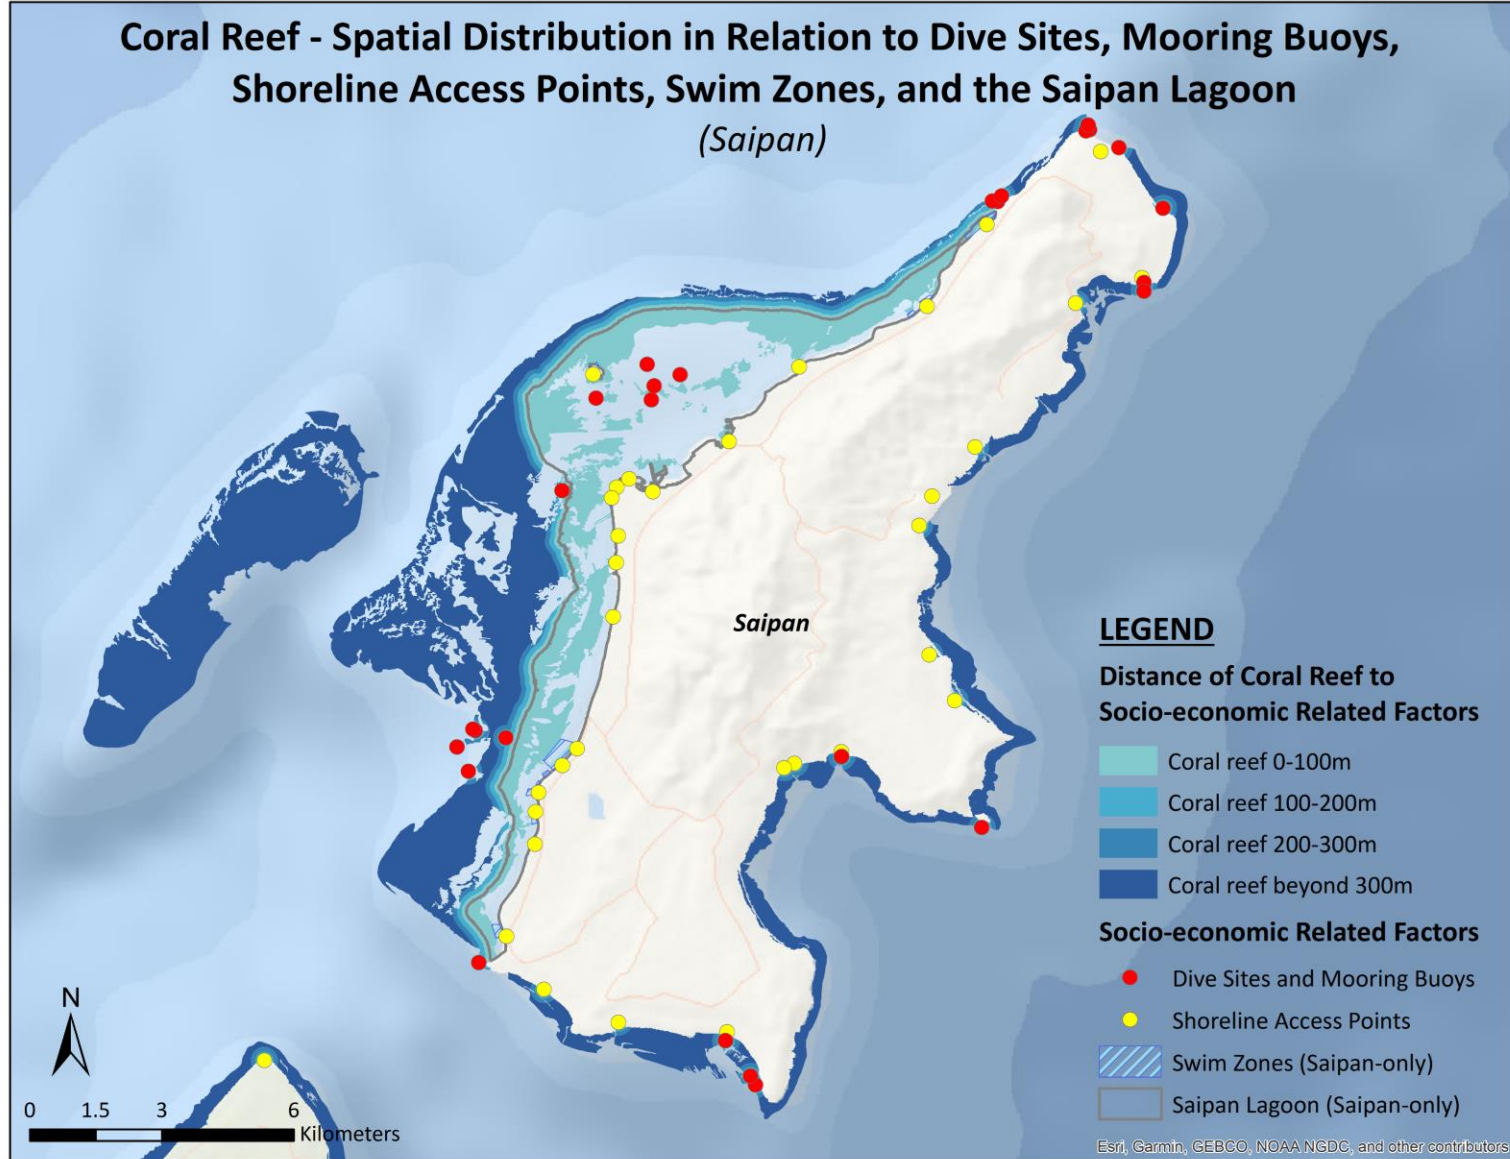 Coral Reef - Spatial Distribution in Relation to Dive Sites, Mooring Buoys,
Shoreline Access Points, Swim Zones, and the Saipan Lagoon
(Saipan)
Saipan
LEGEND
Distance of Coral Reef to
Socio-economic Related Factors
Coral reef 0-100m
Coral reef 100-200m
Coral reef 200-300m
Coral reef beyond 300m
Socio-economic Related Factors
Dive Sites and Mooring Buoys
Shoreline Access Points
Swim Zones (Saipan-only)
Saipan Lagoon (Saipan-only)
N
0 1.5 3 6
Kilometers
Esri, Garmin, GEBCO, NOAA NGDC, and other contributors